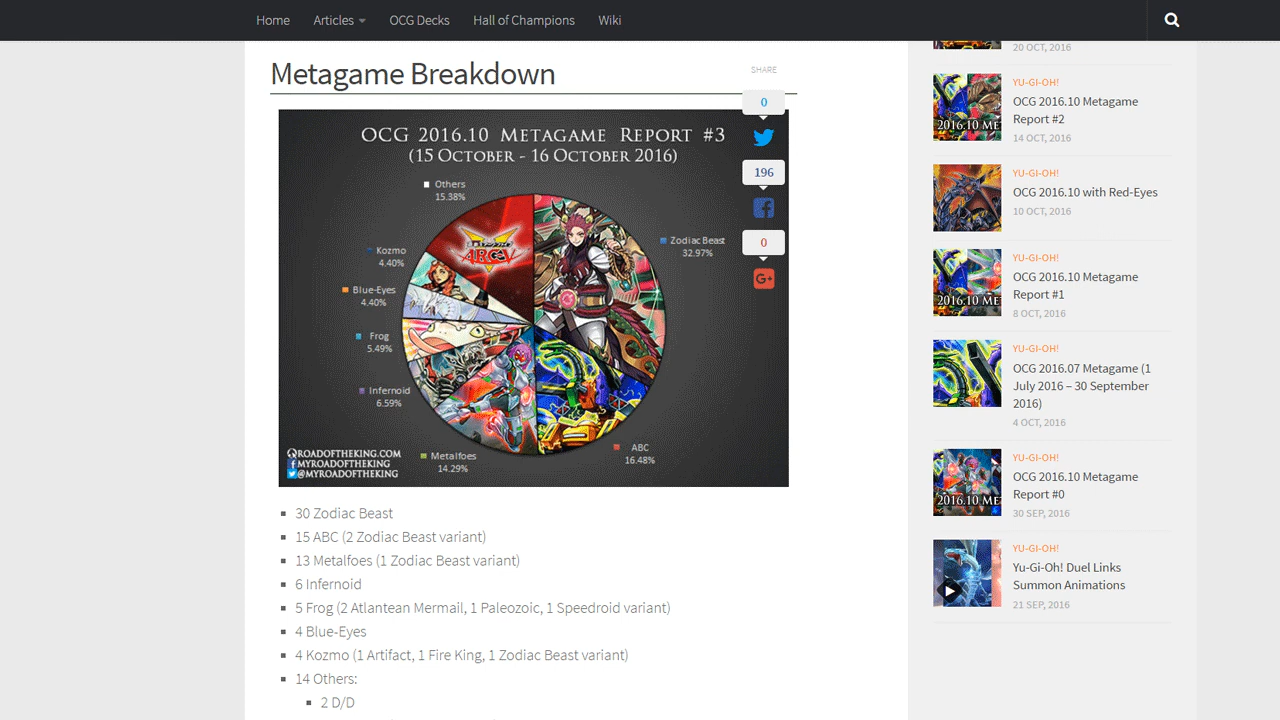 Home Articles OCG Decks Hall of Champions Wiki
Metagame Breakdown
SHARE
0
196
0
OCG 2016.10 Metagame Report #3
(15 October - 16 October 2016)
Others
15.38%
Kozmo
4.40%
Blue-Eyes
4.40%
Frog
5.49%
Infernoid
6.59%
Metalfoes
14.29%
Zodiac Beast
32.97%
ABC
16.48%
ROADOFTHEKING.COM
MYROADOFTHEKING
@MYROADOFTHEKING
30 Zodiac Beast
15 ABC (2 Zodiac Beast variant)
13 Metalfoes (1 Zodiac Beast variant)
6 Infernoid
5 Frog (2 Atlantean Mermail, 1 Paleozoic, 1 Speedroid variant)
4 Blue-Eyes
4 Kozmo (1 Artifact, 1 Fire King, 1 Zodiac Beast variant)
14 Others:
2 D/D
20 OCT, 2016
YU-GI-OH!
OCG 2016.10 Metagame
Report #2
14 OCT, 2016
YU-GI-OH!
OCG 2016.10 with Red-Eyes
10 OCT, 2016
YU-GI-OH!
OCG 2016.10 Metagame
Report #1
8 OCT, 2016
YU-GI-OH!
OCG 2016.07 Metagame (1
July 2016 – 30 September
2016)
4 OCT, 2016
YU-GI-OH!
OCG 2016.10 Metagame
Report #0
30 SEP, 2016
YU-GI-OH!
Yu-Gi-Oh! Duel Links
Summon Animations
21 SEP, 2016